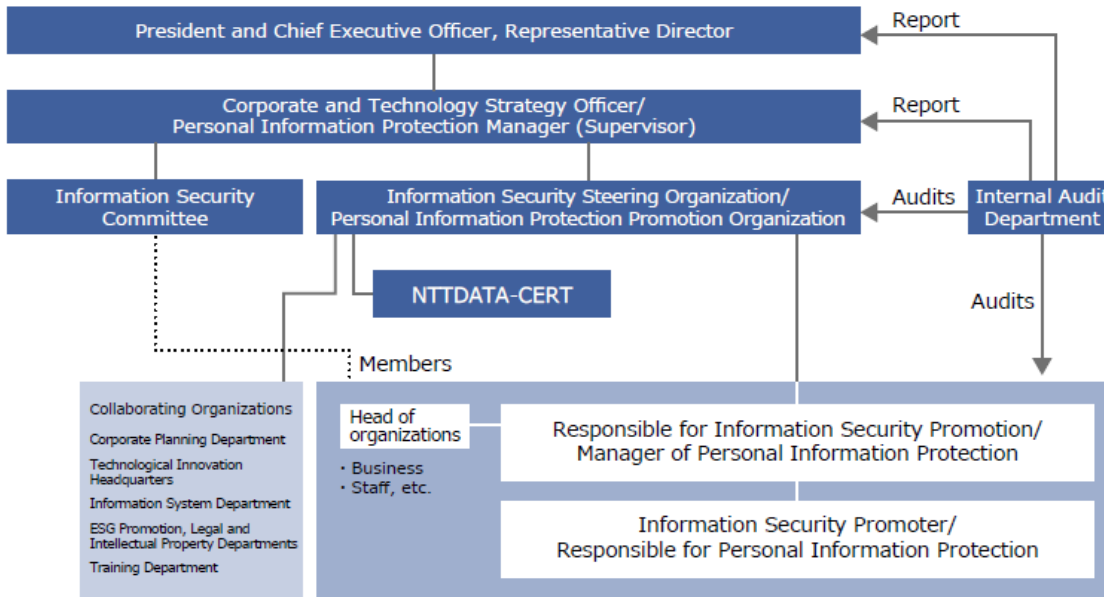 President and Chief Executive Officer, Representative Director
Report
Corporate and Technology Strategy Officer/
Personal Information Protection Manager (Supervisor)
Report
Information Security
Committee
Information Security Steering Organization/
Personal Information Protection Promotion Organization
Audits
Internal Audit
Department
NTTDATA-CERT
Audits
Members
Collaborating Organizations
Corporate Planning Department
Technological Innovation
Headquarters
Information System Department
ESG Promotion, Legal and
Intellectual Property Departments
Training Department
Head of
organizations
・Business
・Staff, etc.
Responsible for Information Security Promotion/
Manager of Personal Information Protection
Information Security Promoter/
Responsible for Personal Information Protection